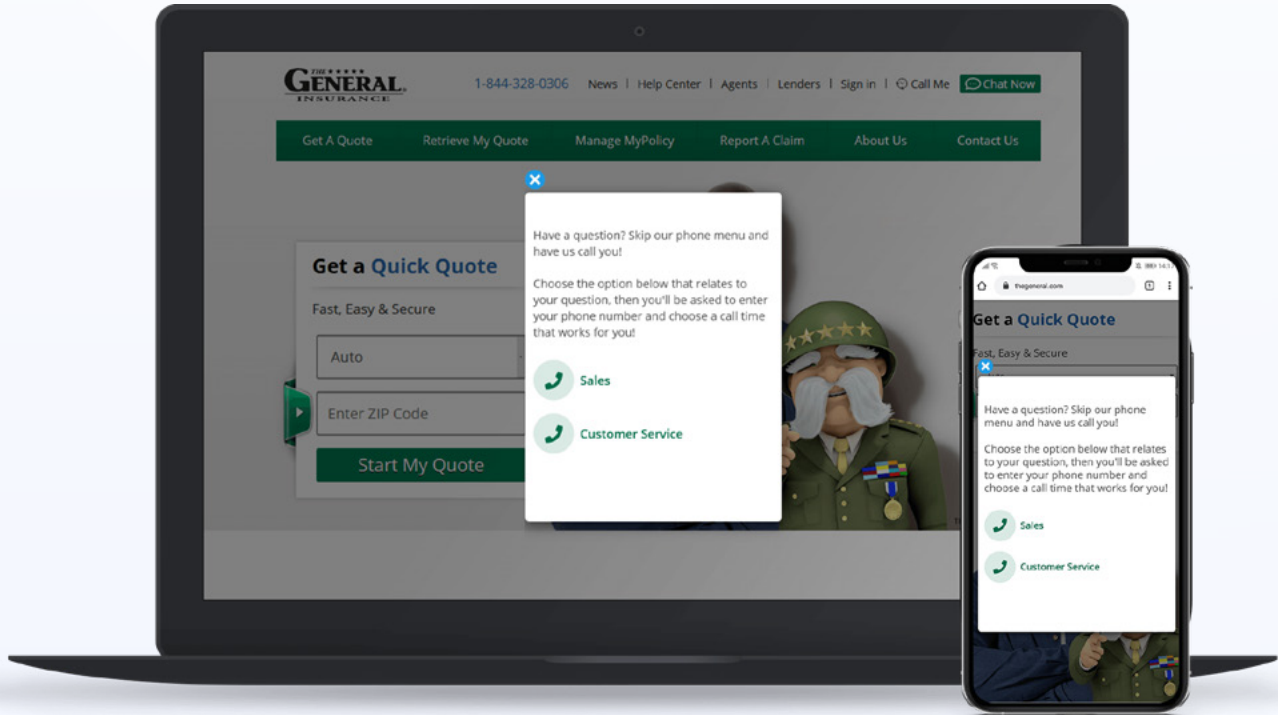 THE
GENERAL
INSURANCE
1-844-328-0306 News | Help Center | Agents | Lenders | Sign in | Call Me Chat Now
Get A Quote Retrieve My Quote Manage MyPolicy Report A Claim About Us Contact Us
Get a Quick Quote
Fast, Easy & Secure
Auto
Enter ZIP Code
Start My Quote
Have a question? Skip our phone menu and
have us call you!
Choose the option below that relates to
your question, then you'll be asked to enter
your phone number and choose a call time
that works for you!
Sales
Customer Service
14:57
thegeneral.com
Get a Quick Quote
Fast, Easy & Secure
Have a question? Skip our phone
menu and have us call you!
Choose the option below that relates
to your question, then you'll be asked
to enter your phone number and
choose a call time that works for you!
Sales
Customer Service